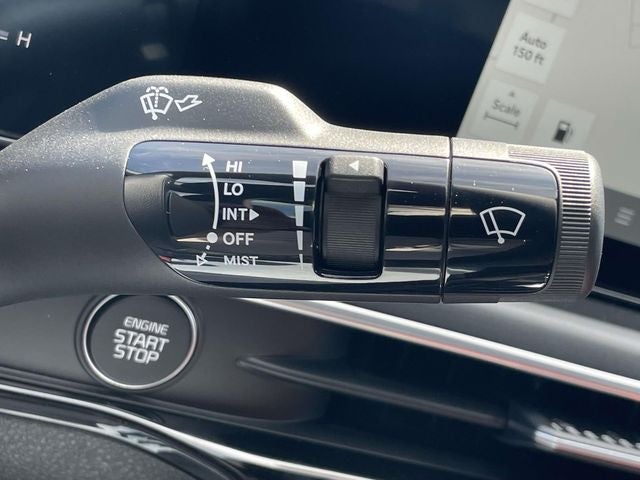 H
Auto
150 ft
Scale
HI
LO
INT
OFF
MIST
ENGINE
START
STOP